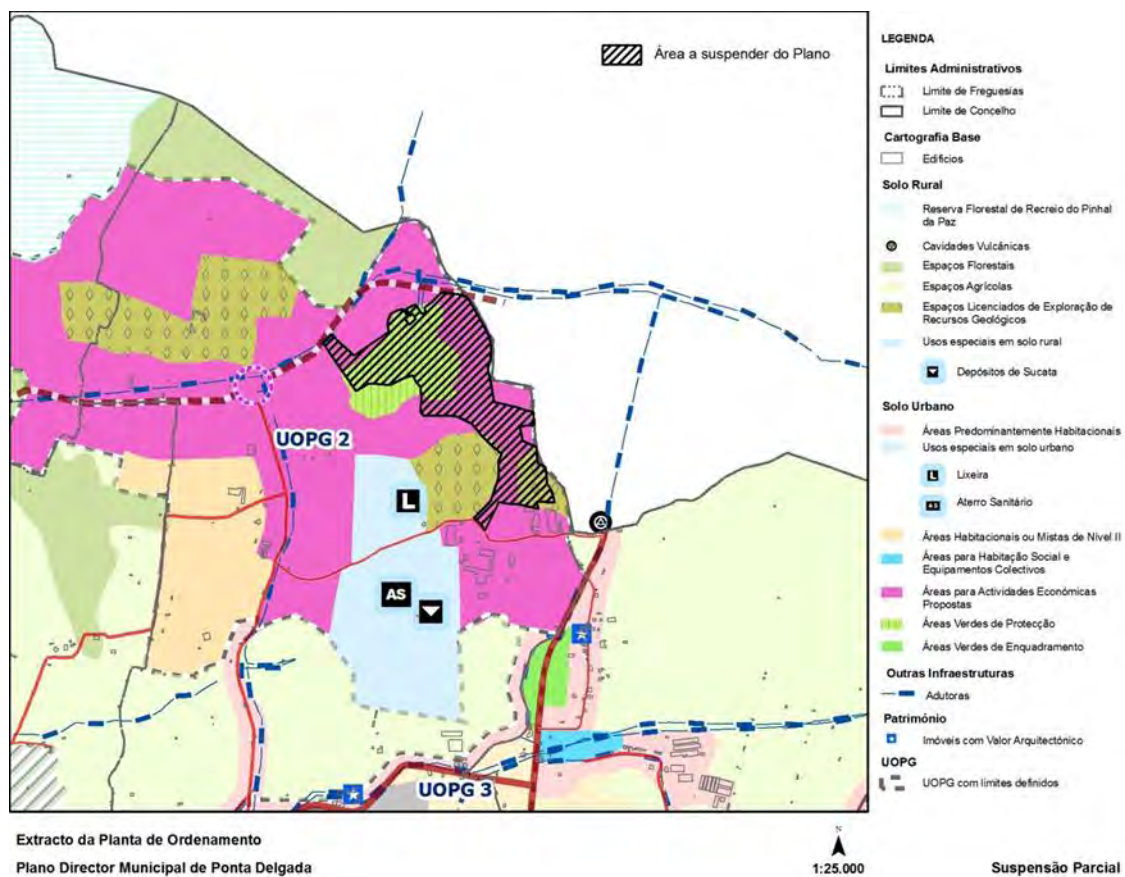 Área a suspender do Plano
UOPG 2
L
AS
UOPG 3
LEGENDA
Limites Administrativos
Limite de Freguesias
Limite de Concelho
Cartografia Base
Edifícios
Solo Rural
Reserva Florestal de Recreio do Pinhal
da Paz
Cavidades Vulcânicas
Espaços Florestais
Espaços Agrícolas
Espaços Licenciados de Exploração de
Recursos Geológicos
Usos especiais em solo rural
Depósitos de Sucata
Solo Urbano
Áreas Predominantemente Habitacionais
Usos especiais em solo urbano
L
Lixeira
AS
Aterro Sanitário
Áreas Habitacionais ou Mistas de Nível II
Áreas para Habitação Social e
Equipamentos Colectivos
Áreas para Actividades Económicas
Propostas
Áreas Verdes de Protecção
Áreas Verdes de Enquadramento
Outras Infraestruturas
Adutoras
Património
Imóveis com Valor Arquitectónico
UOPG
UOPG com limites definidos
Extracto da Planta de Ordenamento
Plano Director Municipal de Ponta Delgada
N
1:25.000
Suspensão Parcial